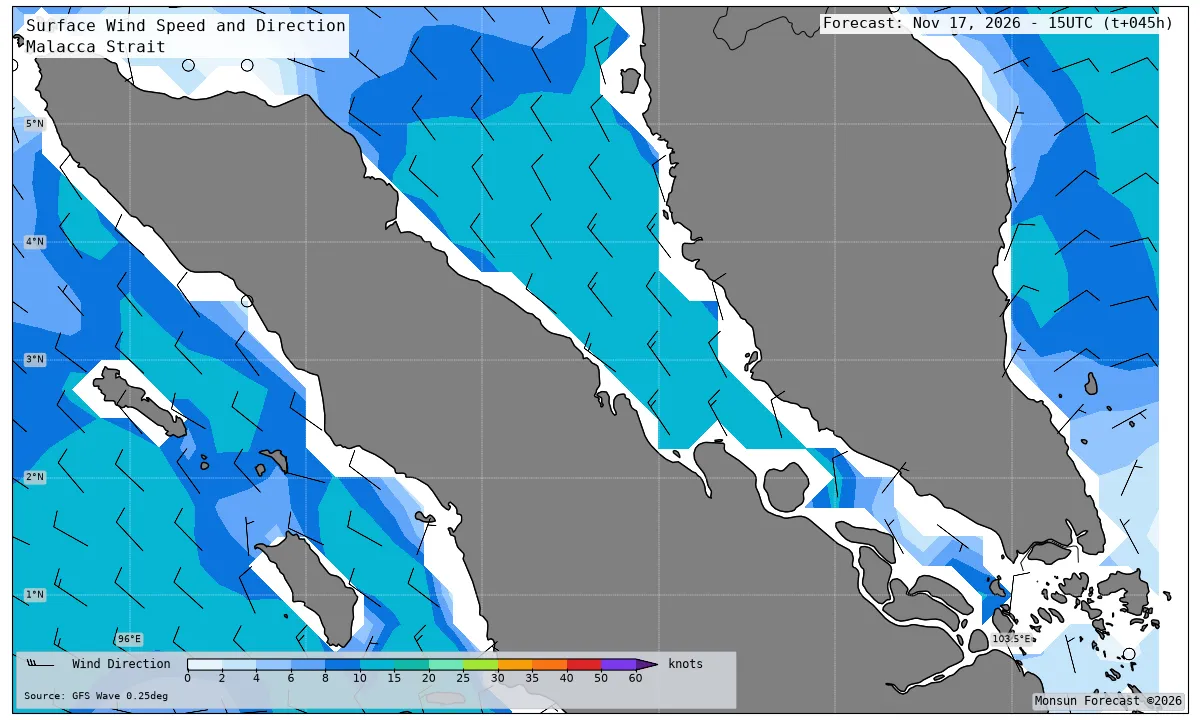 Surface Wind Speed and Direction
Malacca Strait
Forecast: Nov 17, 2026 - 15UTC (t+045h)
5°N
4°N
3°N
2°N
1°N
96°E
103.5°E
Wind Direction
knots
0 2 4 6 8 10 12 15 20 25 30 35 40 50 60
Source: GFS Wave 0.25deg
Monsun Forecast ©2026